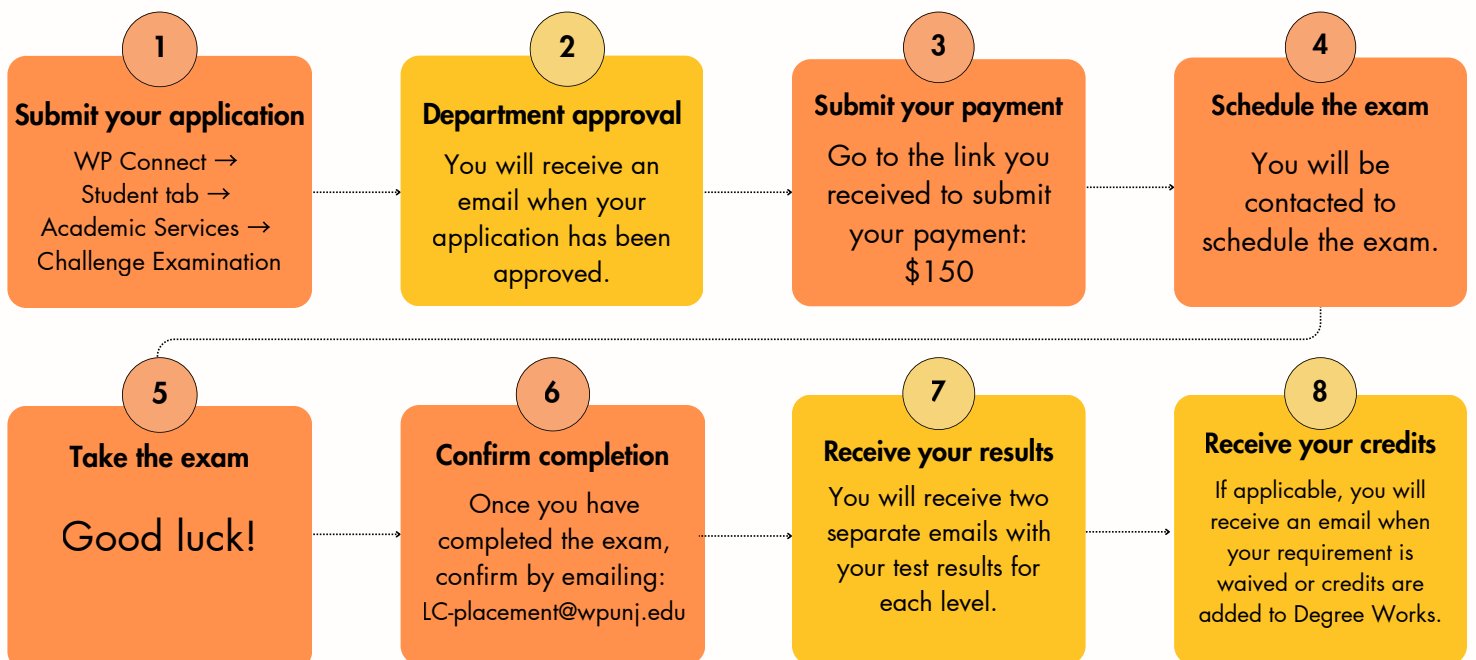 1
Submit your application
WP Connect →
Student tab →
Academic Services →
Challenge Examination
2
Department approval
You will receive an
email when your
application has been
approved.
3
Submit your payment
Go to the link you
received to submit
your payment:
$150
4
Schedule the exam
You will be
contacted to
schedule the exam.
5
Take the exam
Good luck!
6
Confirm completion
Once you have
completed the exam,
confirm by emailing:
LC-placement@wpunj.edu
7
Receive your results
You will receive two
separate emails with
your test results for
each level.
8
Receive your credits
If applicable, you will
receive an email when
your requirement is
waived or credits are
added to Degree Works.